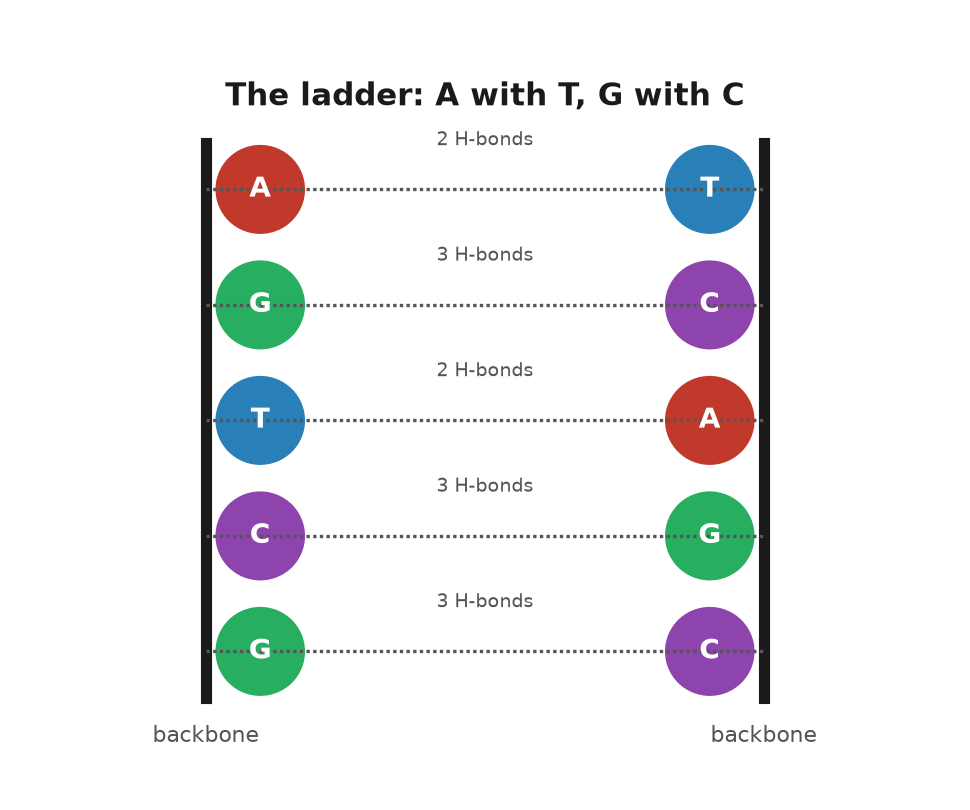 The ladder: A with T, G with C
2 H-bonds
A T
3 H-bonds
G C
2 H-bonds
T A
3 H-bonds
C G
3 H-bonds
G C
backbone backbone